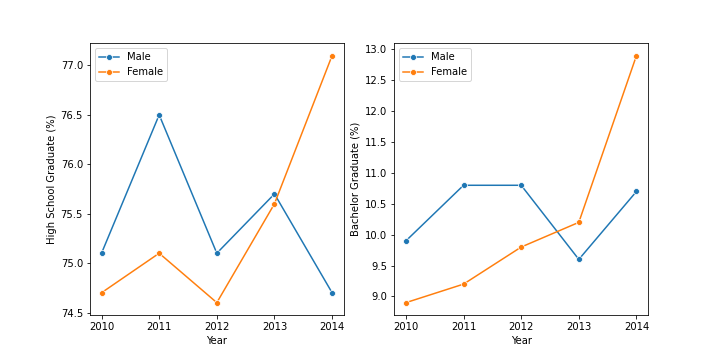 High School Graduate (%)
77.0
76.5
76.0
75.5
75.0
74.5
Male
Female
2010 2011 2012 2013 2014
Year
Bachelor Graduate (%)
13.0
12.5
12.0
11.5
11.0
10.5
10.0
9.5
9.0
Male
Female
2010 2011 2012 2013 2014
Year